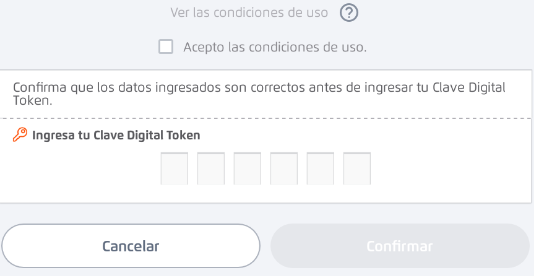 Ver las condiciones de uso ?
Acepto las condiciones de uso.
Confirma que los datos ingresados son correctos antes de ingresar tu Clave Digital
Token.
Ingresa tu Clave Digital Token
Cancelar Confirmar